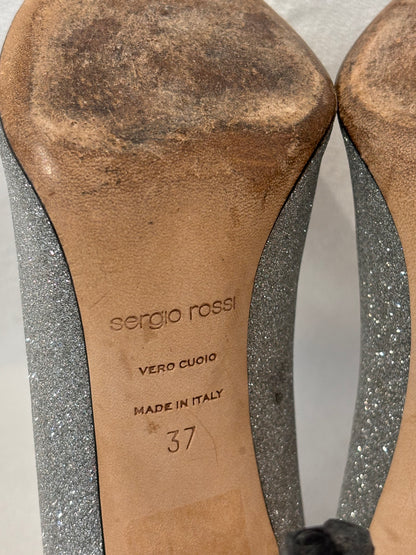 sergio rossi
VERO CUOIO
MADE IN ITALY
37